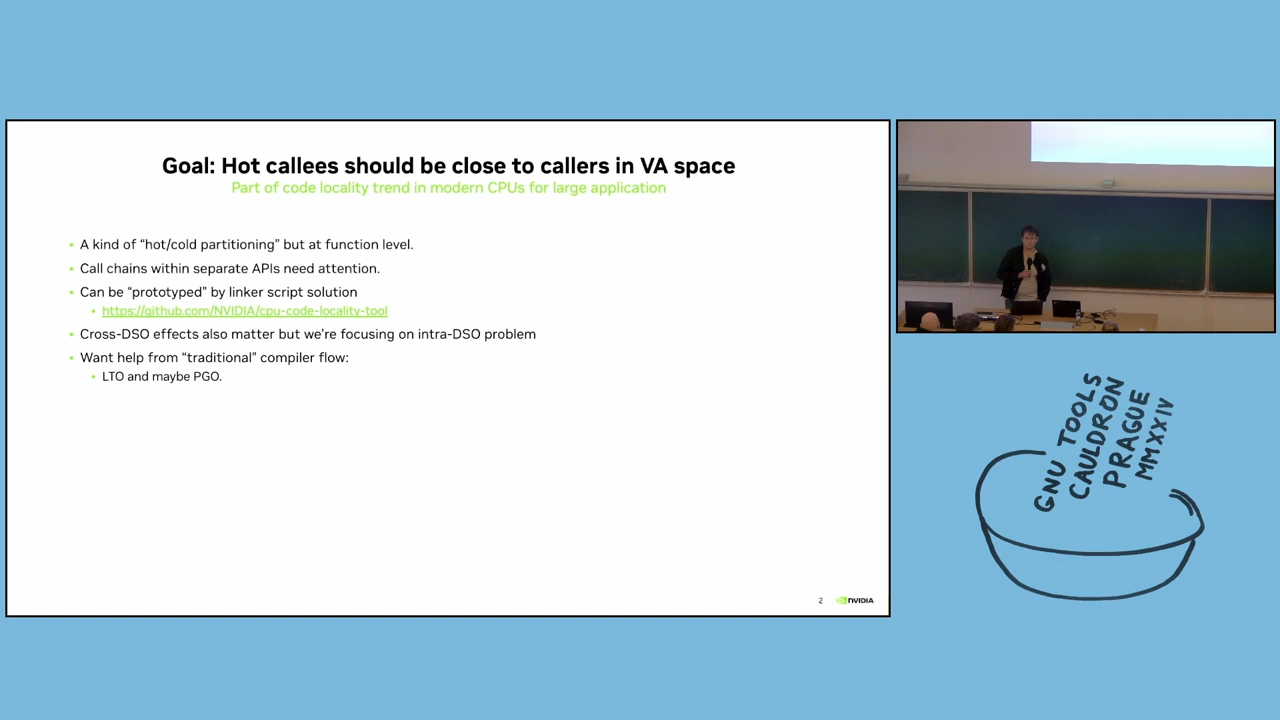 Goal: Hot callees should be close to callers in VA space
Part of code locality trend in modern CPUs for large application
• A kind of “hot/cold partitioning” but at function level.
• Call chains within separate APIs need attention.
• Can be “prototyped” by linker script solution
• https://github.com/NVIDIA/cpu-code-locality-tool
• Cross-DSO effects also matter but we’re focusing on intra-DSO problem
• Want help from “traditional” compiler flow:
• LTO and maybe PGO.
2
NVIDIA
GNU TOOLS
CAULDRON
PRAGUE
MMXXIV